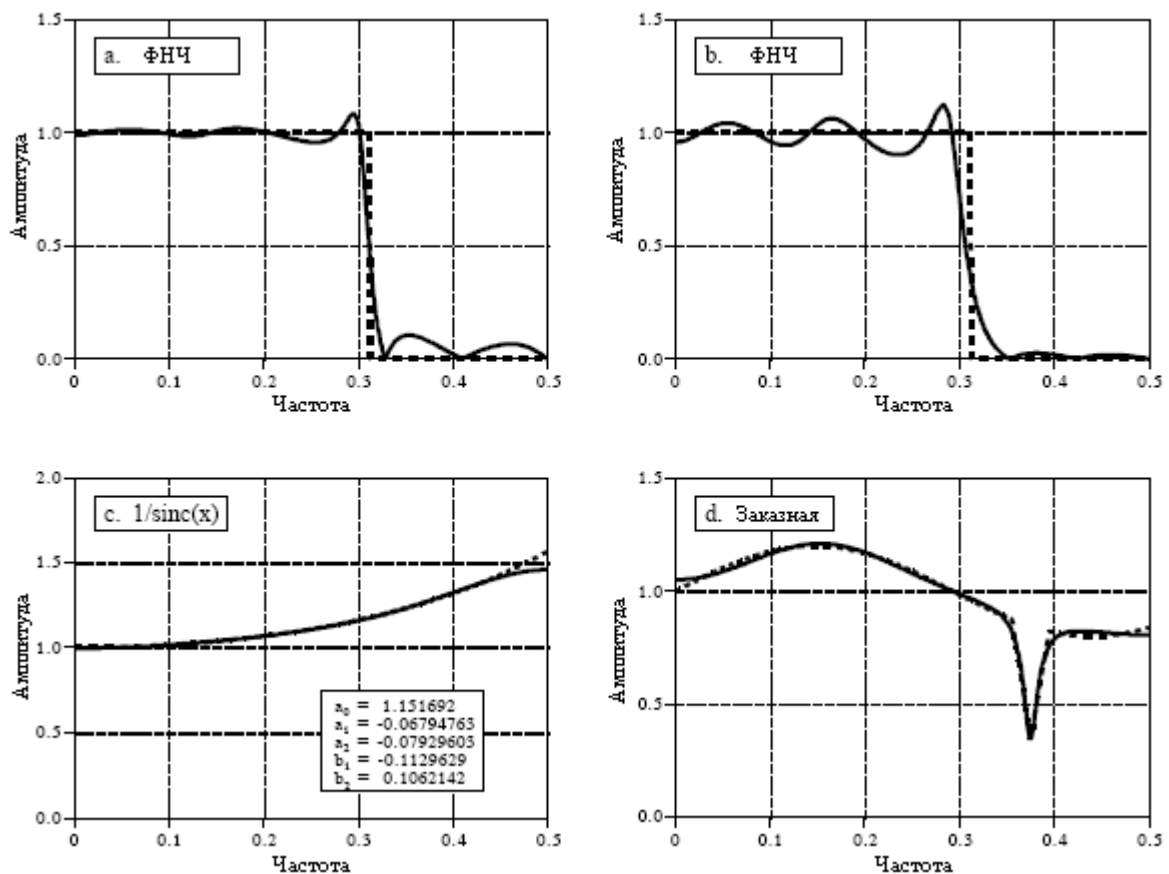 1.5
a. ФНЧ
1.0
Амплитуда
0.5
0.0
0 0.1 0.2 0.3 0.4 0.5
Частота
1.5
b. ФНЧ
1.0
Амплитуда
0.5
0.0
0 0.1 0.2 0.3 0.4 0.5
Частота
2.0
c. 1/sinc(x)
1.5
1.0
Амплитуда
0.5
0.0
a₀ = 1.151692
a₁ = -0.06794763
a₂ = -0.07929603
b₁ = -0.1129629
b₂ = 0.1062142
0 0.1 0.2 0.3 0.4 0.5
Частота
1.5
d. Заказная
1.0
Амплитуда
0.5
0.0
0 0.1 0.2 0.3 0.4 0.5
Частота